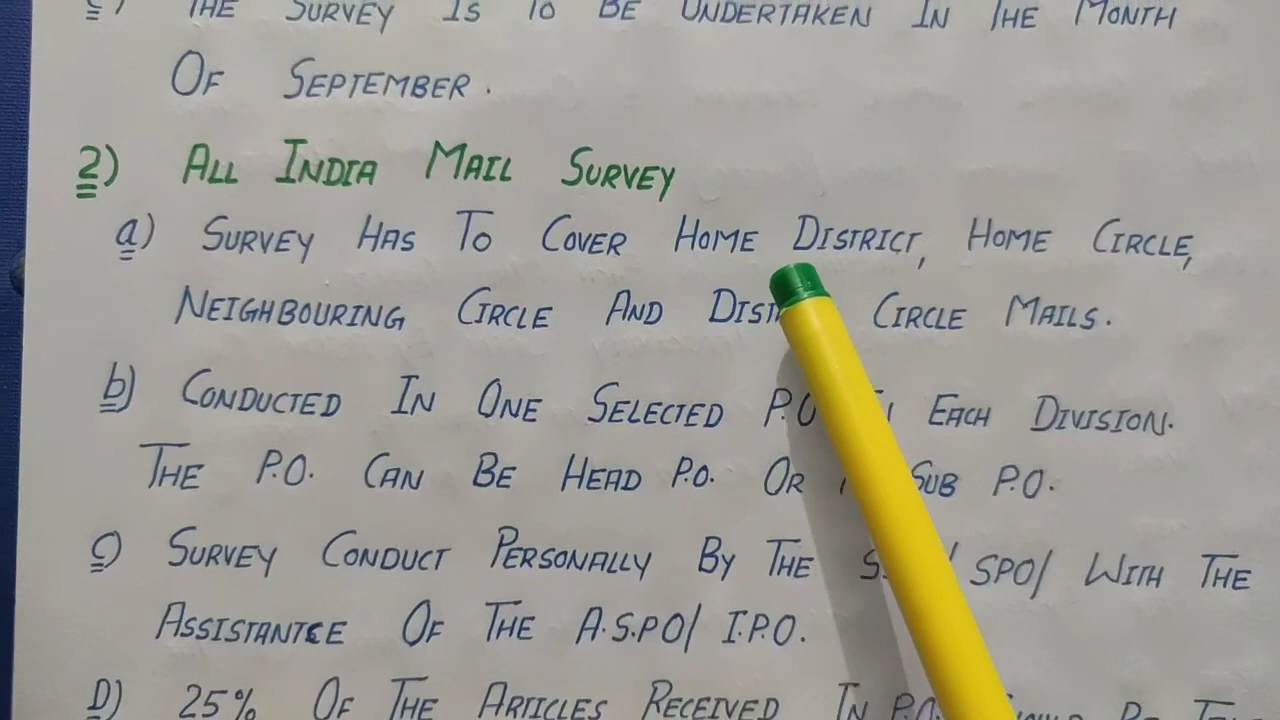 c) THE SURVEY IS TO BE UNDERTAKEN IN THE MONTH
OF SEPTEMBER.
2) ALL INDIA MAIL SURVEY
a) SURVEY HAS TO COVER HOME DISTRICT, HOME CIRCLE,
NEIGHBOURING CIRCLE AND CIRCLE MAILS.
b) CONDUCTED IN ONE SELECTED P.O EACH DIVISION.
THE P.O. CAN BE HEAD P.O. OR SUB P.O.
c) SURVEY CONDUCT PERSONALLY BY THE SPO/ WITH THE
ASSISTANTCE OF THE A.S.PO/ I.P.O.
D) 25% OF THE ARTICLES RECEIVED IN P.O.